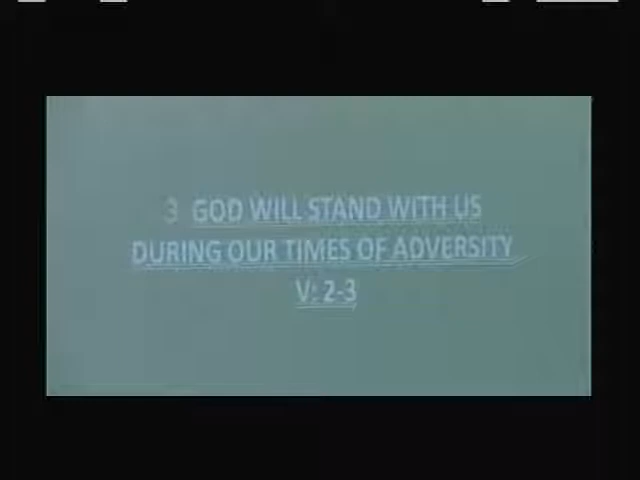 3 GOD WILL STAND WITH US
DURING OUR TIMES OF ADVERSITY
V: 2-3